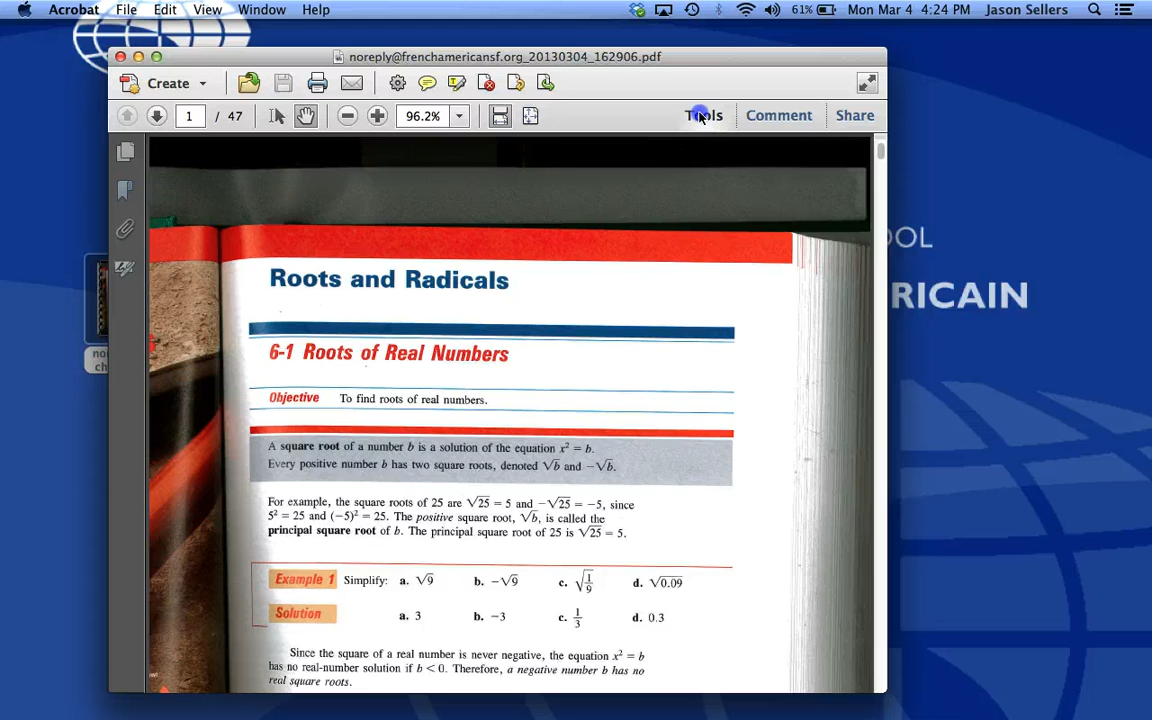 Acrobat File Edit View Window Help 61% Mon Mar 4 4:24 PM Jason Sellers
noreply@frenchamericansf.org_20130304_162906.pdf
Create
1 / 47 96.2% Tools Comment Share
OOL
RICAIN
no
ch
Roots and Radicals
6-1 Roots of Real Numbers
Objective To find roots of real numbers.
A square root of a number b is a solution of the equation x² = b.
Every positive number b has two square roots, denoted √b and −√b.
For example, the square roots of 25 are √25 = 5 and −√25 = −5, since
5² = 25 and (−5)² = 25. The positive square root, √b, is called the
principal square root of b. The principal square root of 25 is √25 = 5.
Example 1 Simplify: a. √9 b. −√9 c. √(1/9) d. √0.09
Solution a. 3 b. −3 c. 1/3 d. 0.3
Since the square of a real number is never negative, the equation x² = b
has no real-number solution if b < 0. Therefore, a negative number b has no
real square roots.